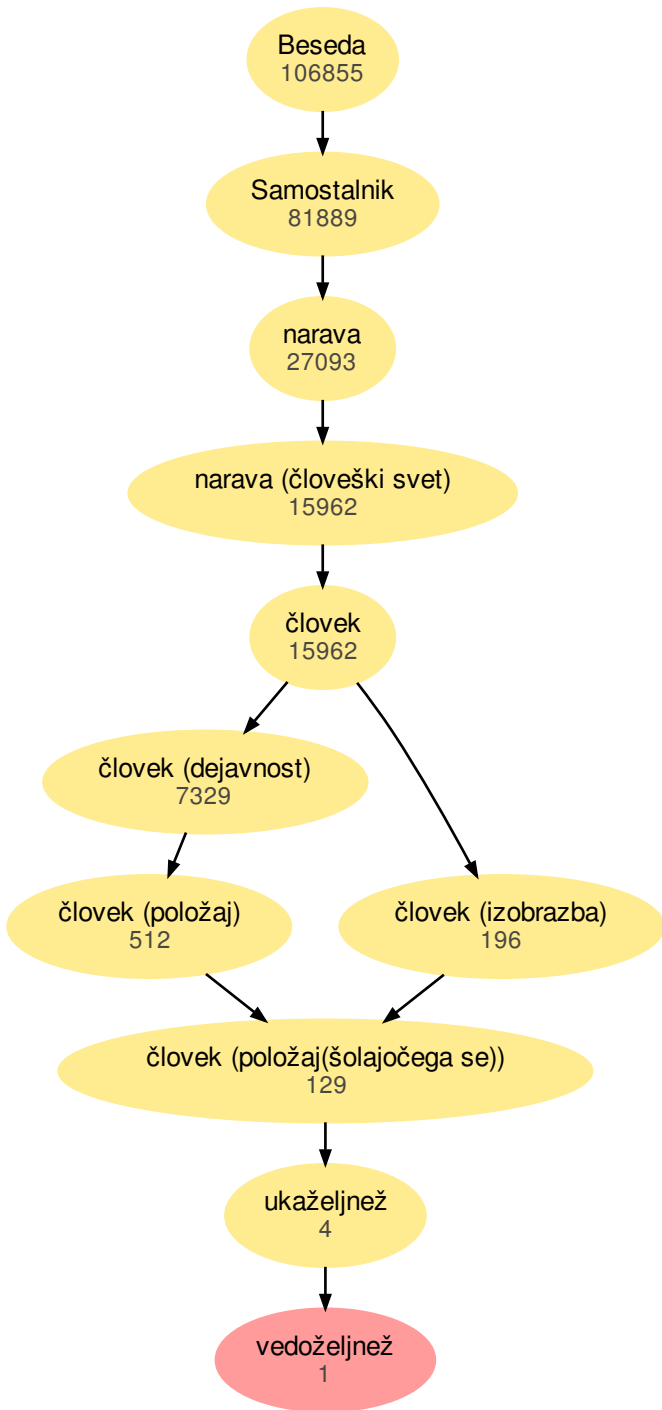 Beseda
106855
Samostalnik
81889
narava
27093
narava (človeški svet)
15962
človek
15962
človek (dejavnost)
7329
človek (položaj)
512
človek (izobrazba)
196
človek (položaj(šolajočega se))
129
ukaželjnež
4
vedoželjnež
1